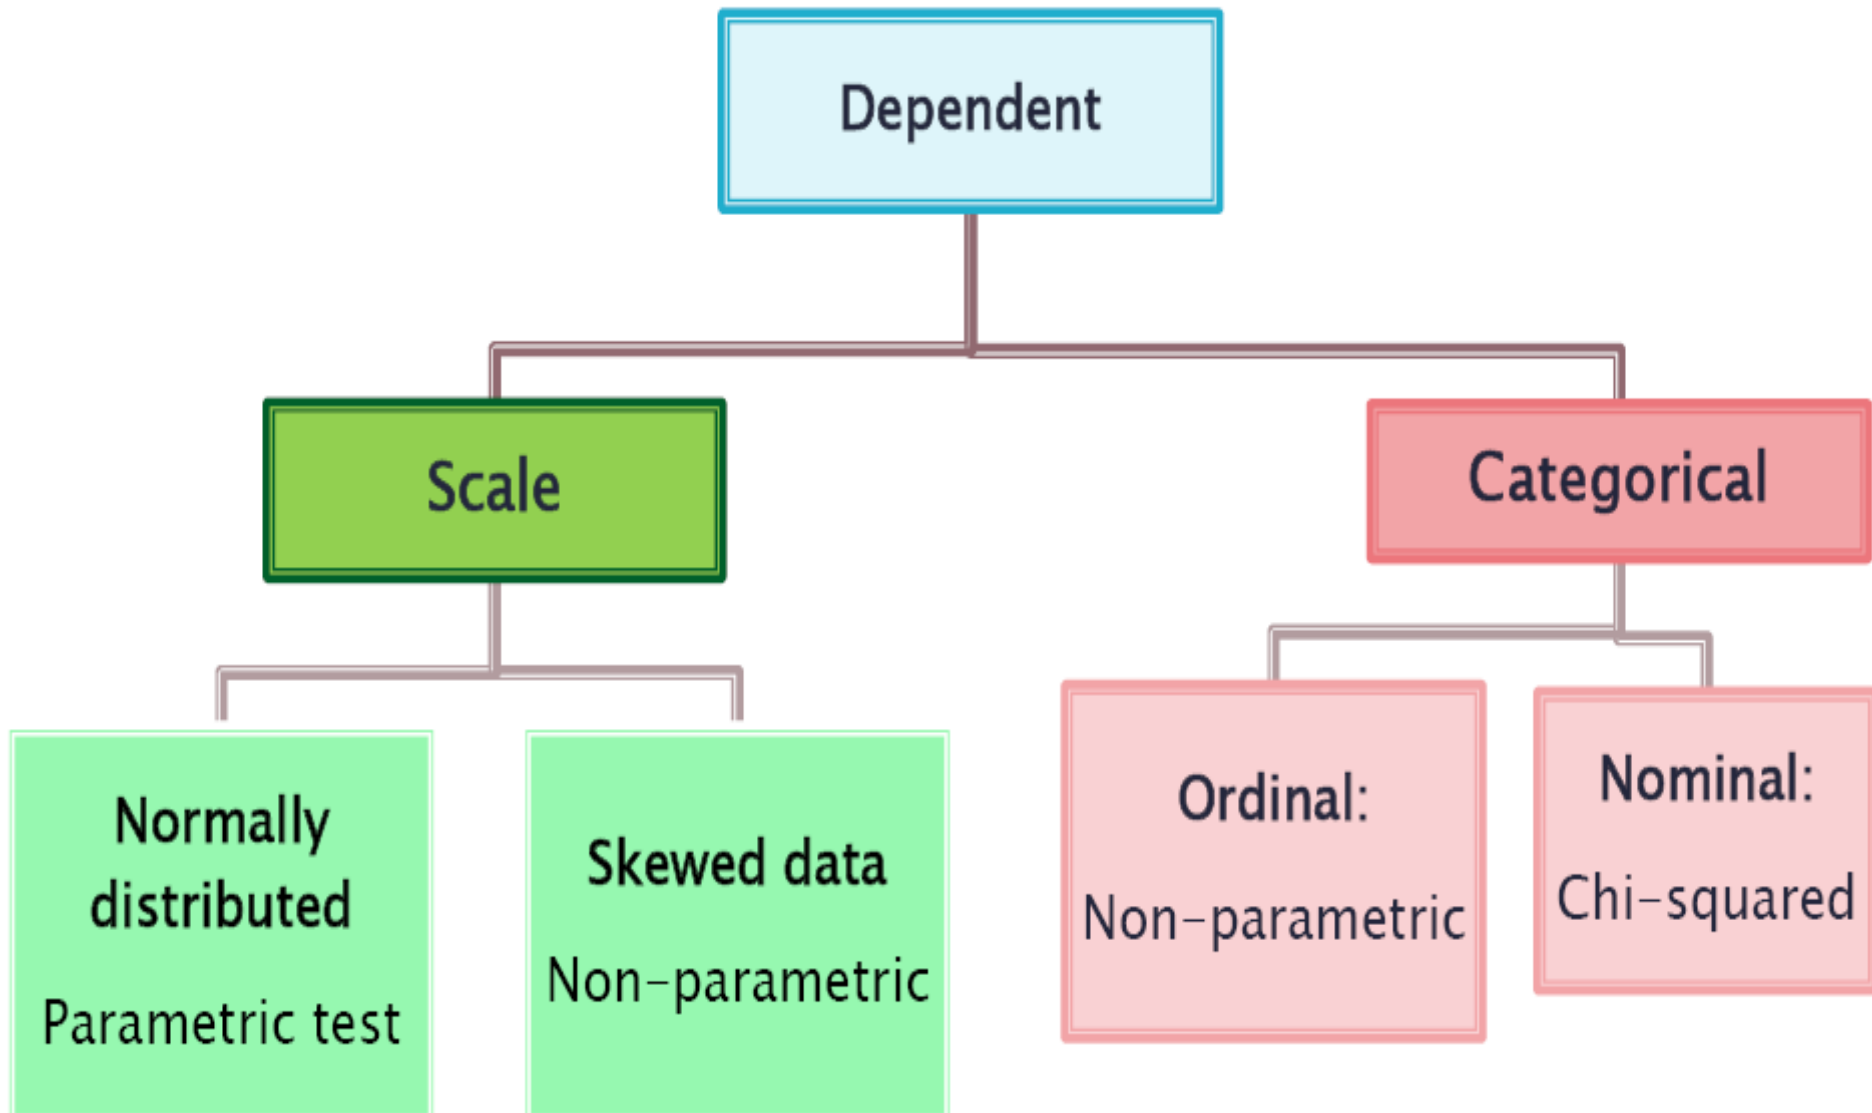 Dependent
Scale
Categorical
Normally
distributed
Parametric test
Skewed data
Non-parametric
Ordinal:
Non-parametric
Nominal:
Chi-squared